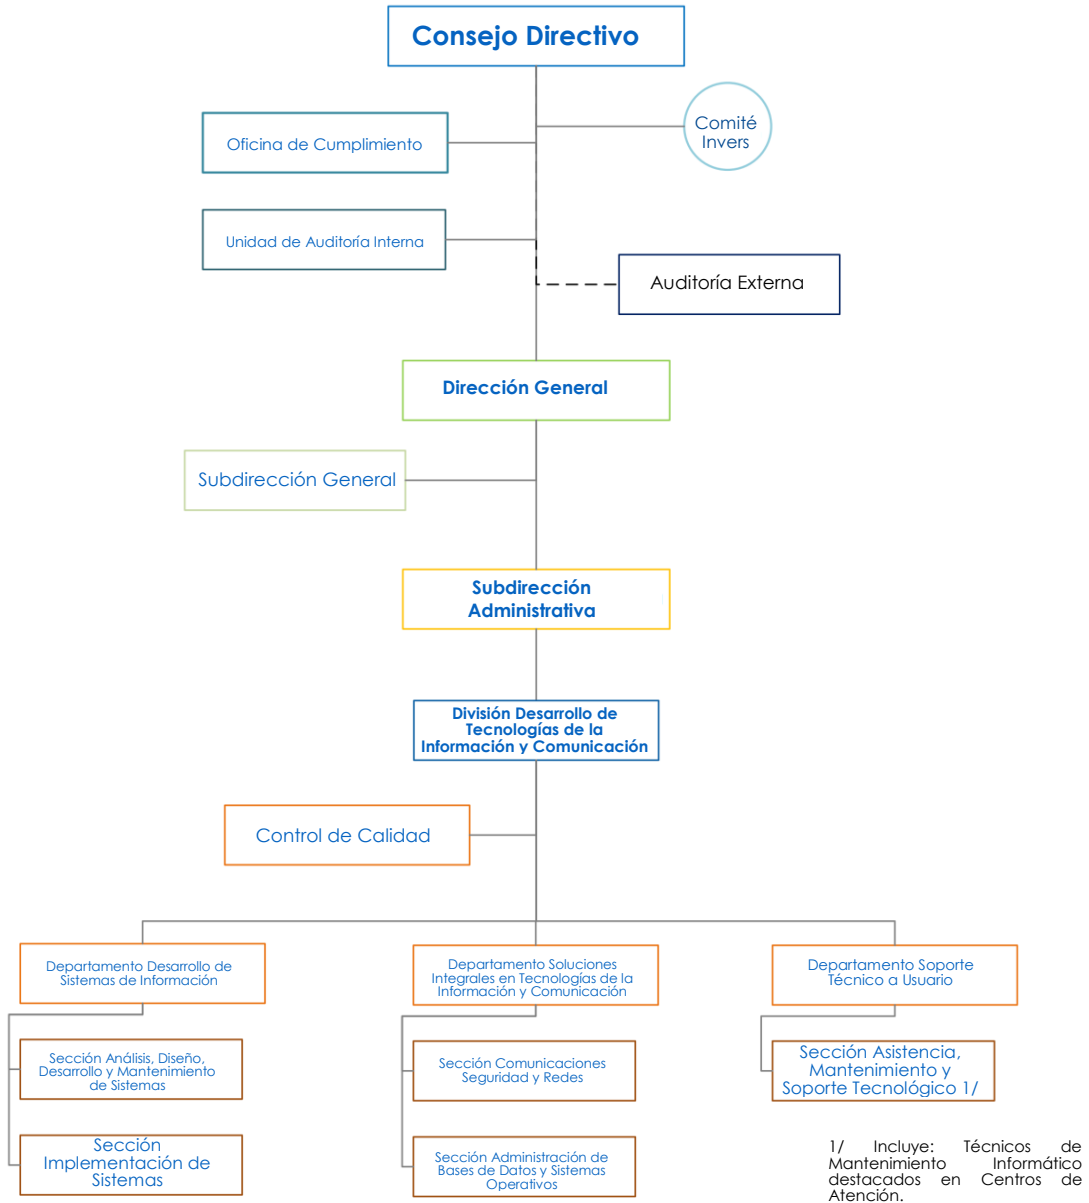 Consejo Directivo
Comité
Invers
Oficina de Cumplimiento
Unidad de Auditoría Interna
Auditoría Externa
Dirección General
Subdirección General
Subdirección
Administrativa
División Desarrollo de
Tecnologías de la
Información y Comunicación
Control de Calidad
Departamento Desarrollo de
Sistemas de Información
Departamento Soluciones
Integrales en Tecnologías de la
Información y Comunicación
Departamento Soporte
Técnico a Usuario
Sección Análisis, Diseño,
Desarrollo y Mantenimiento
de Sistemas
Sección Comunicaciones
Seguridad y Redes
Sección Asistencia,
Mantenimiento y
Soporte Tecnológico 1/
Sección
Implementación de
Sistemas
Sección Administración de
Bases de Datos y Sistemas
Operativos
1/ Incluye: Técnicos de
Mantenimiento Informático
destacados en Centros de
Atención.